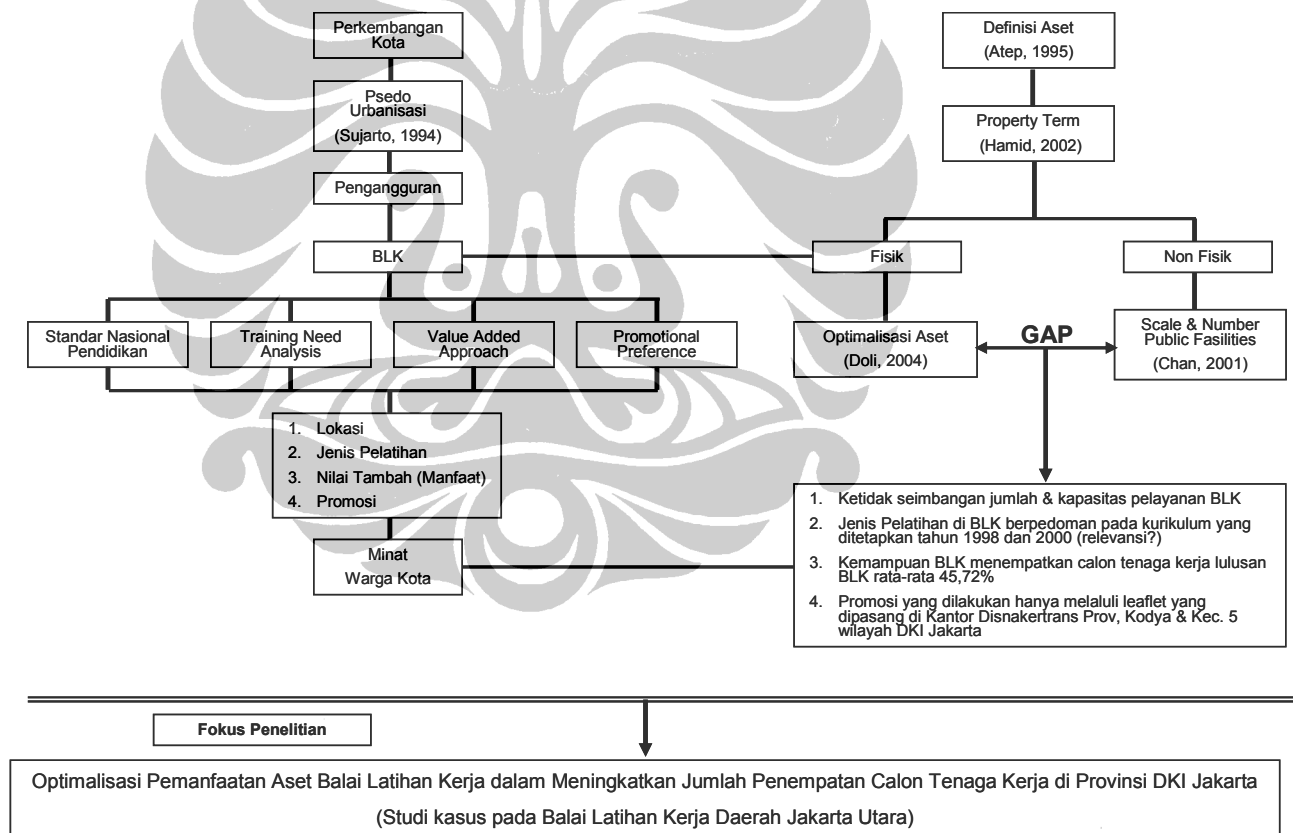 Perkembangan
Kota
Psedo
Urbanisasi
(Sujarto, 1994)
Pengangguran
BLK
Standar Nasional
Pendidikan
Training Need
Analysis
Value Added
Approach
Promotional
Preference
1. Lokasi
2. Jenis Pelatihan
3. Nilai Tambah (Manfaat)
4. Promosi
Minat
Warga Kota
Definisi Aset
(Atep, 1995)
Property Term
(Hamid, 2002)
Fisik
Non Fisik
Optimalisasi Aset
(Doli, 2004)
GAP
Scale & Number
Public Fasilities
(Chan, 2001)
1. Ketidak seimbangan jumlah & kapasitas pelayanan BLK
2. Jenis Pelatihan di BLK berpedoman pada kurikulum yang
ditetapkan tahun 1998 dan 2000 (relevansi?)
3. Kemampuan BLK menempatkan calon tenaga kerja lulusan
BLK rata-rata 45,72%
4. Promosi yang dilakukan hanya melaluli leaflet yang
dipasang di Kantor Disnakertrans Prov, Kodya & Kec. 5
wilayah DKI Jakarta
Fokus Penelitian
Optimalisasi Pemanfaatan Aset Balai Latihan Kerja dalam Meningkatkan Jumlah Penempatan Calon Tenaga Kerja di Provinsi DKI Jakarta
(Studi kasus pada Balai Latihan Kerja Daerah Jakarta Utara)